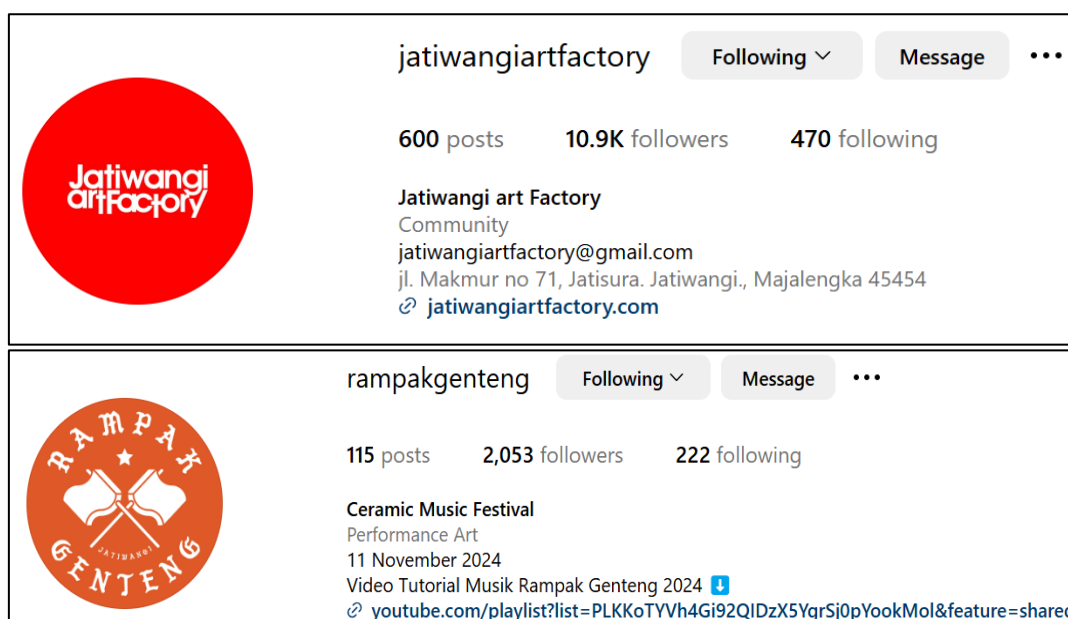 jatiwangiartfactory Following Message
600 posts 10.9K followers 470 following
Jatiwangi artFactory
Jatiwangi art Factory
Community
jatiwangiartfactory@gmail.com
jl. Makmur no 71, Jatisura. Jatiwangi., Majalengka 45454
jatiwangiartfactory.com
rampakgenteng Following Message
115 posts 2,053 followers 222 following
RAMPAK
JATIWANGI
GENTENG
Ceramic Music Festival
Performance Art
11 November 2024
Video Tutorial Musik Rampak Genteng 2024
youtube.com/playlist?list=PLKKoTYVh4Gi92QIDzX5YqrSj0pYookMol&feature=shared